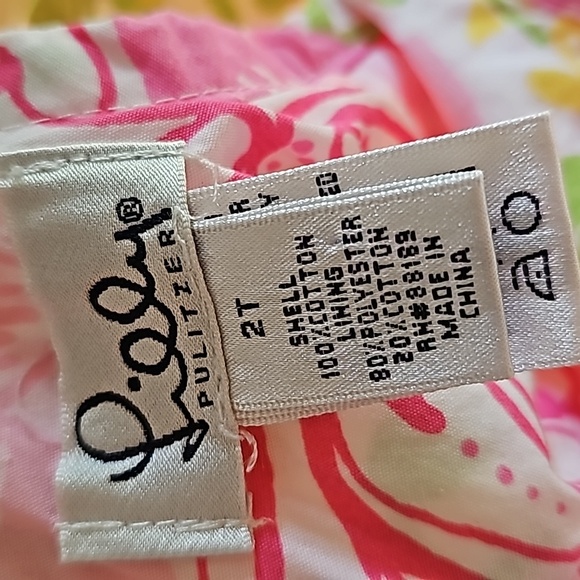 Lilly®
PULITZER
2T
SHELL
100%COTTON
LINING
80%POLYESTER
20%COTTON
RN#88189
MADE IN
CHINA